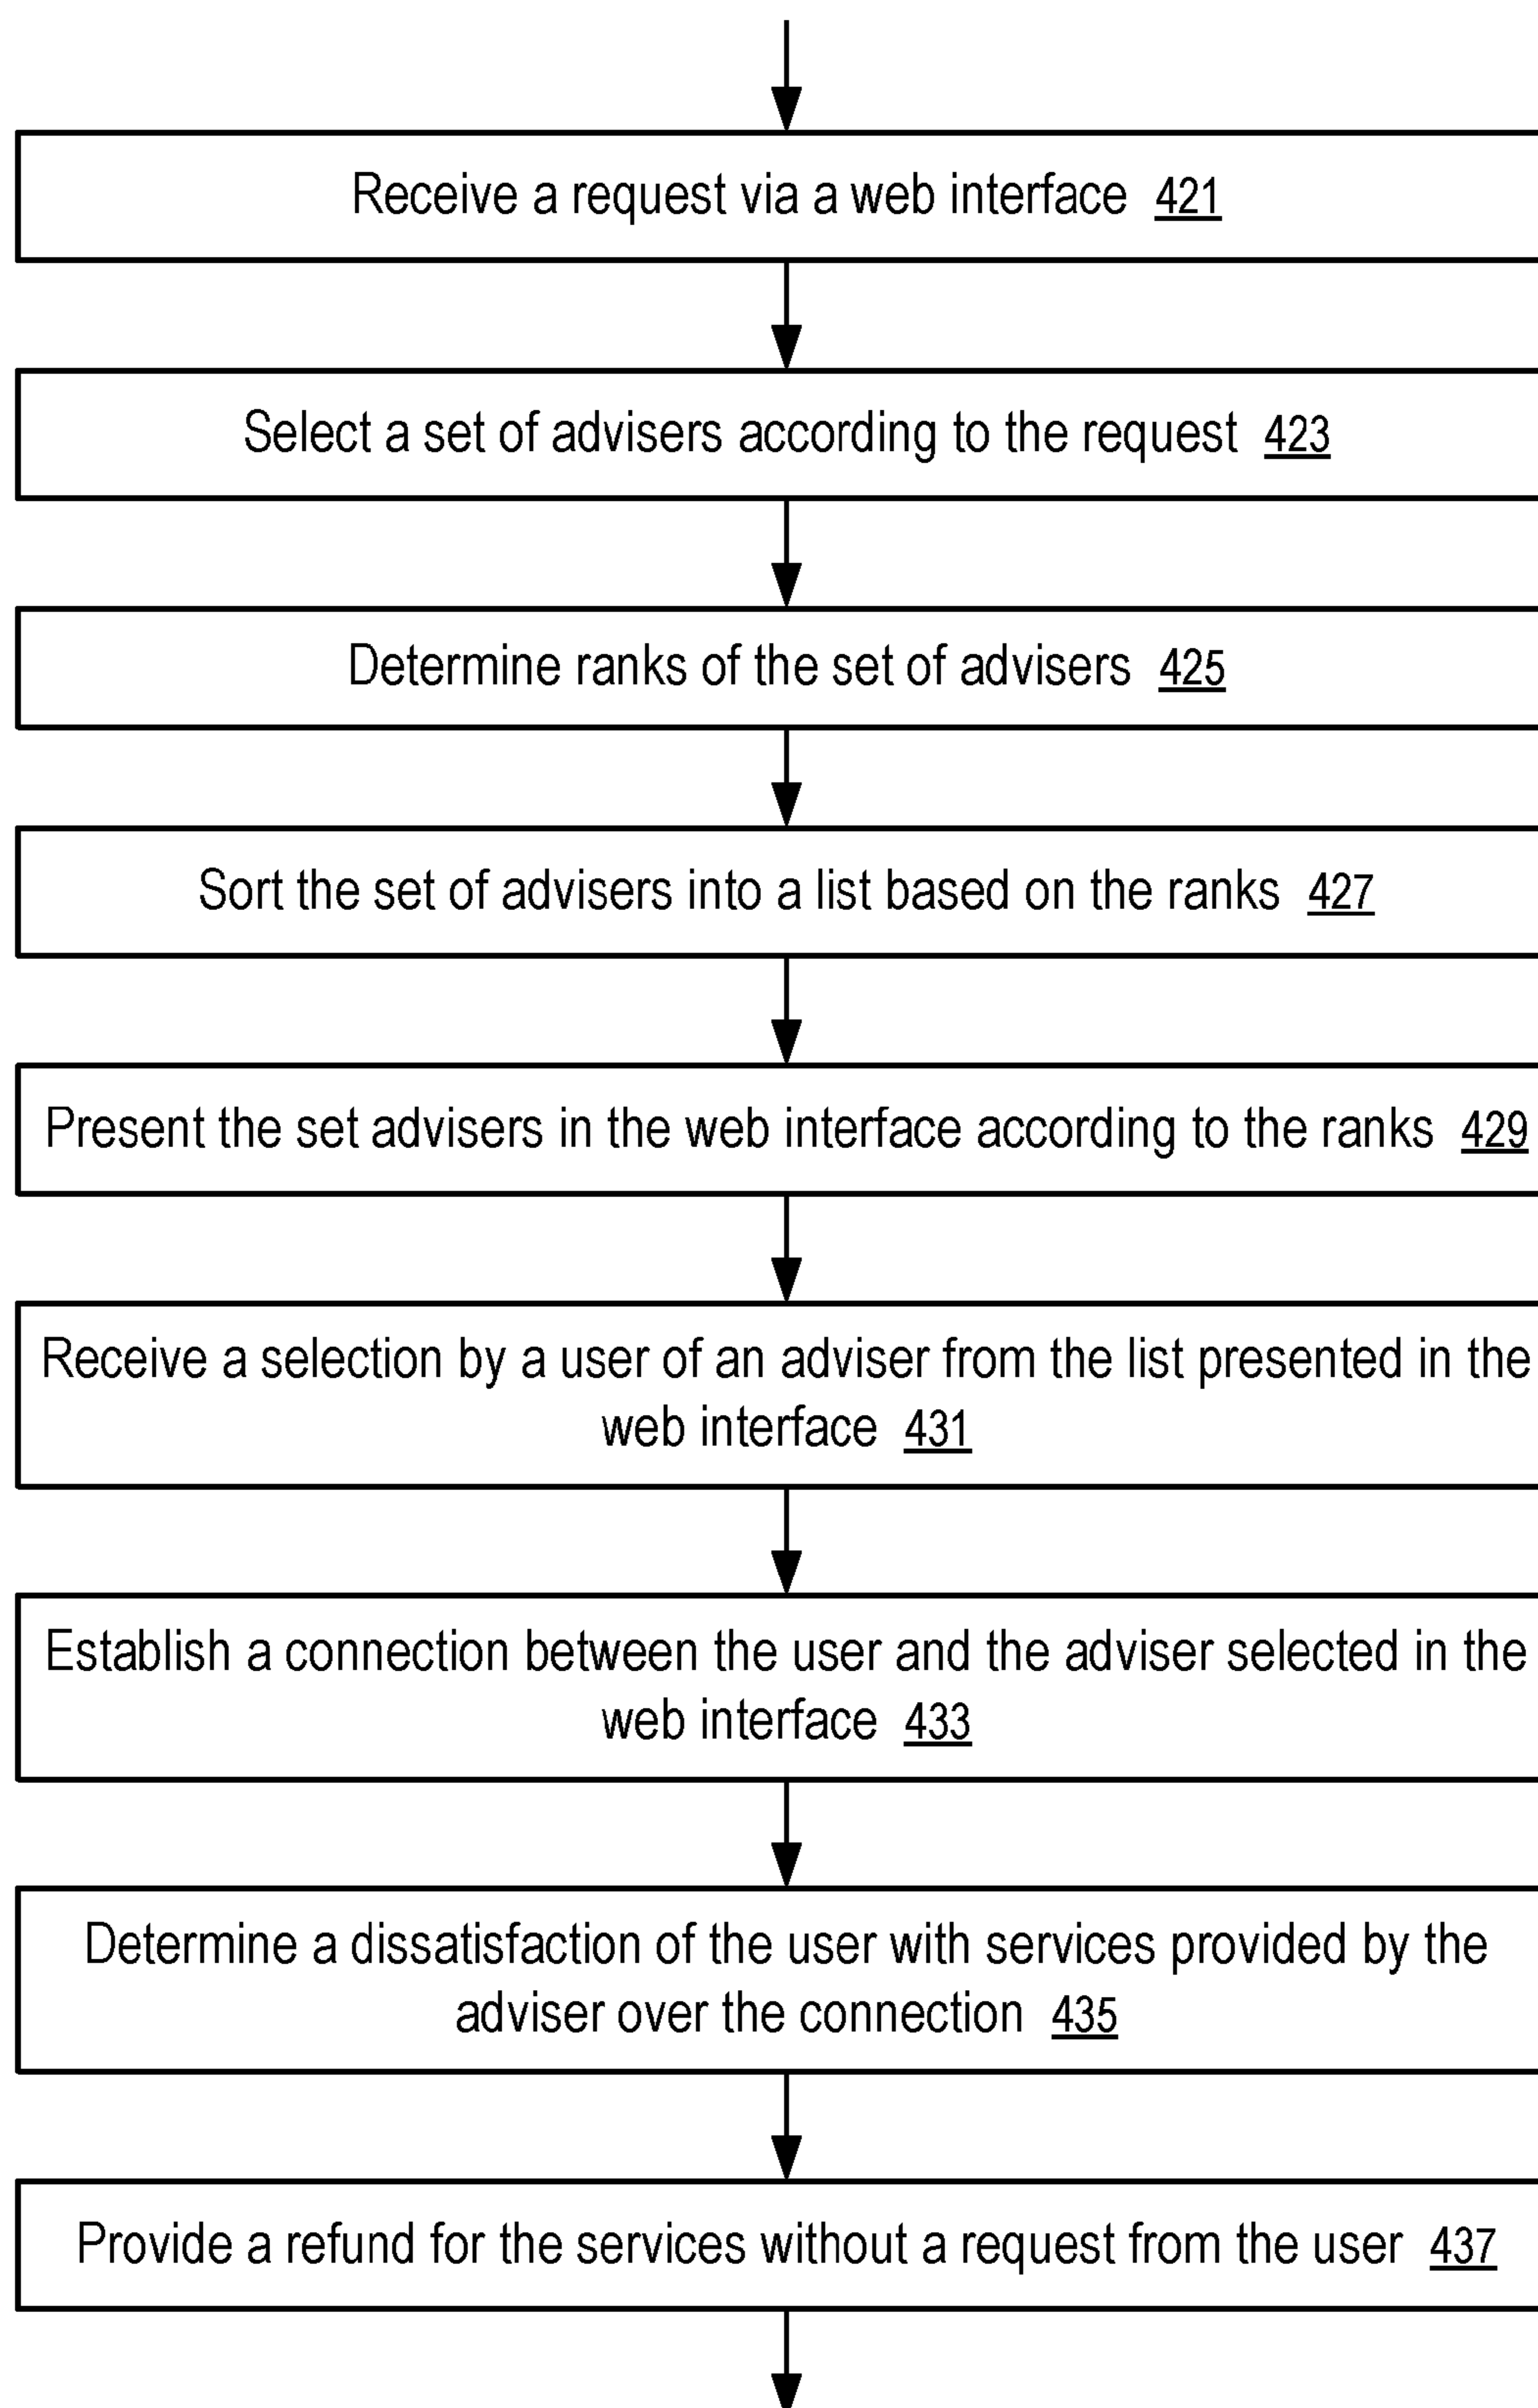 Receive a request via a web interface 421
Select a set of advisers according to the request 423
Determine ranks of the set of advisers 425
Sort the set of advisers into a list based on the ranks 427
Present the set advisers in the web interface according to the ranks 429
Receive a selection by a user of an adviser from the list presented in the
web interface 431
Establish a connection between the user and the adviser selected in the
web interface 433
Determine a dissatisfaction of the user with services provided by the
adviser over the connection 435
Provide a refund for the services without a request from the user 437